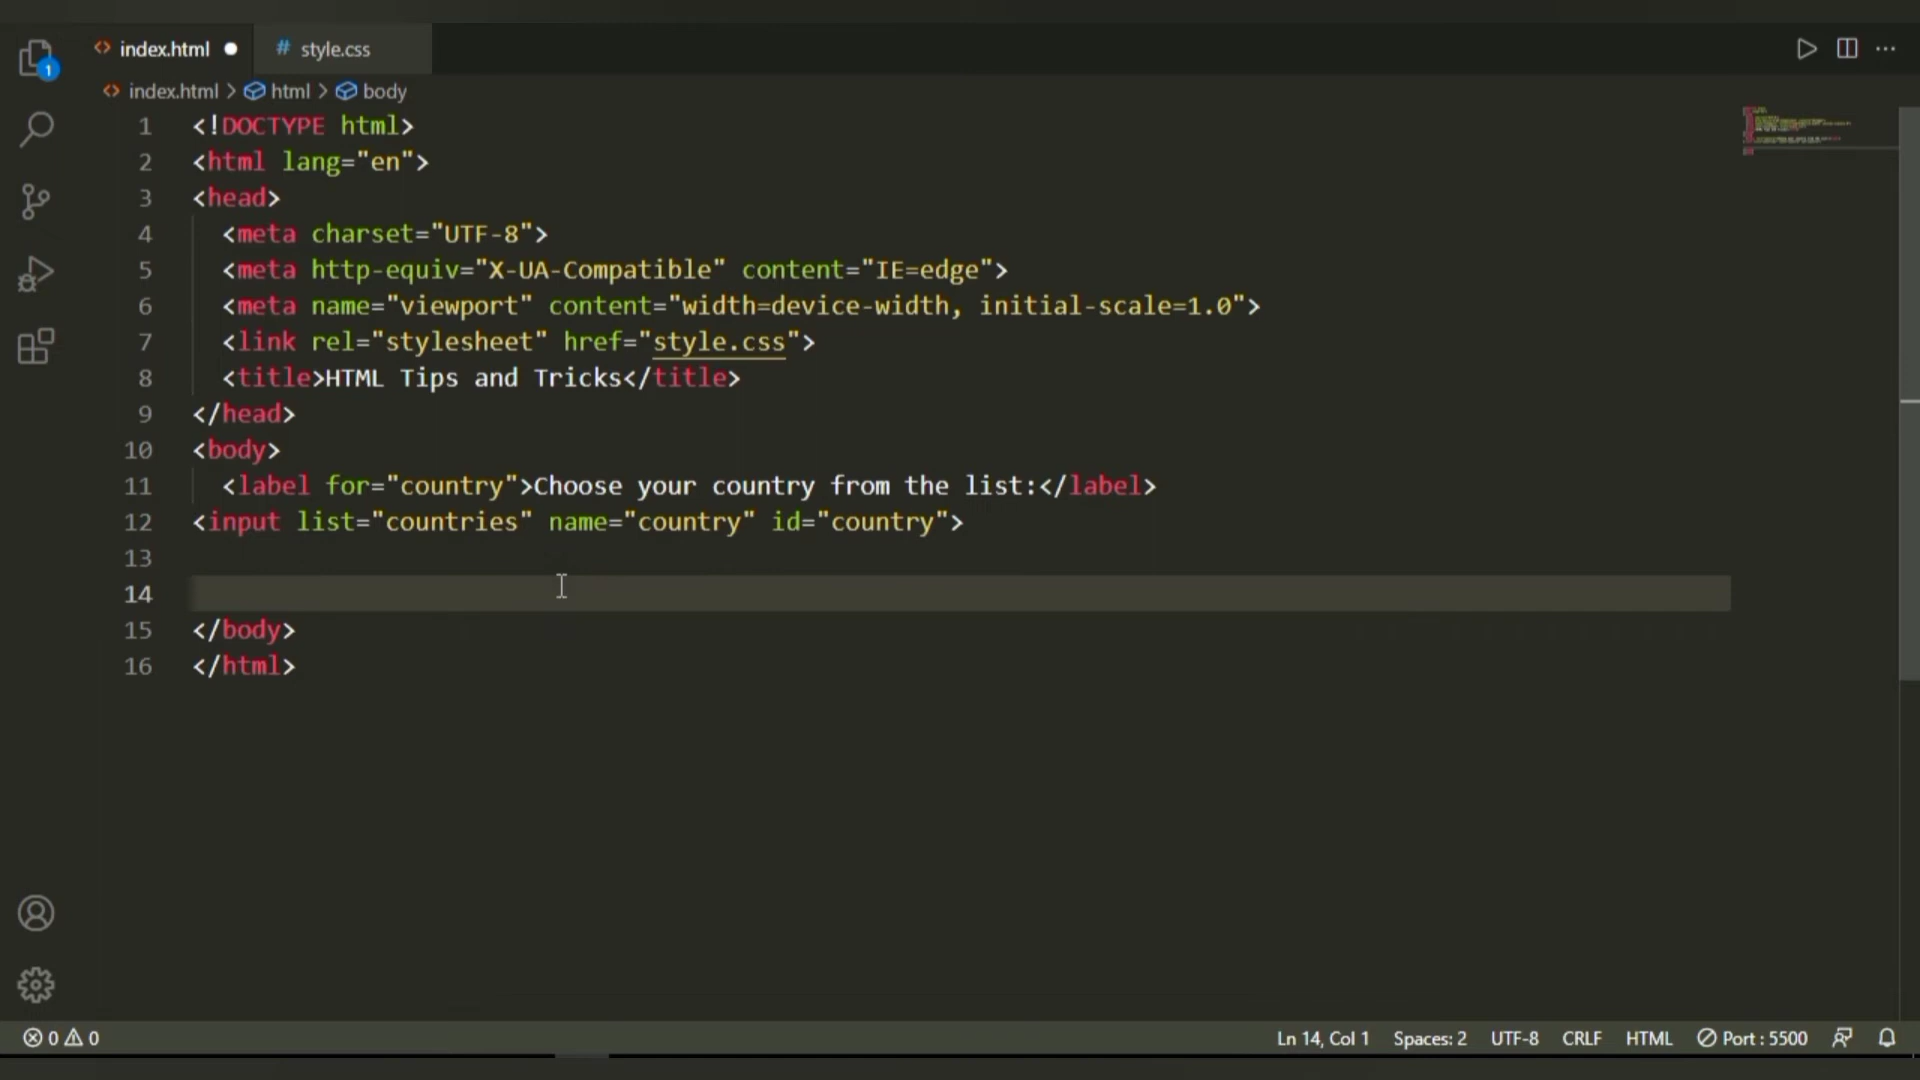 index.html
# style.css
1
index.html > html > body
1 <!DOCTYPE html>
2 <html lang="en">
3 <head>
4 <meta charset="UTF-8">
5 <meta http-equiv="X-UA-Compatible" content="IE=edge">
6 <meta name="viewport" content="width=device-width, initial-scale=1.0">
7 <link rel="stylesheet" href="style.css">
8 <title>HTML Tips and Tricks</title>
9 </head>
10 <body>
11 <label for="country">Choose your country from the list:</label>
12 <input list="countries" name="country" id="country">
13
14
15 </body>
16 </html>
0 0 Ln 14, Col 1 Spaces: 2 UTF-8 CRLF HTML Port : 5500